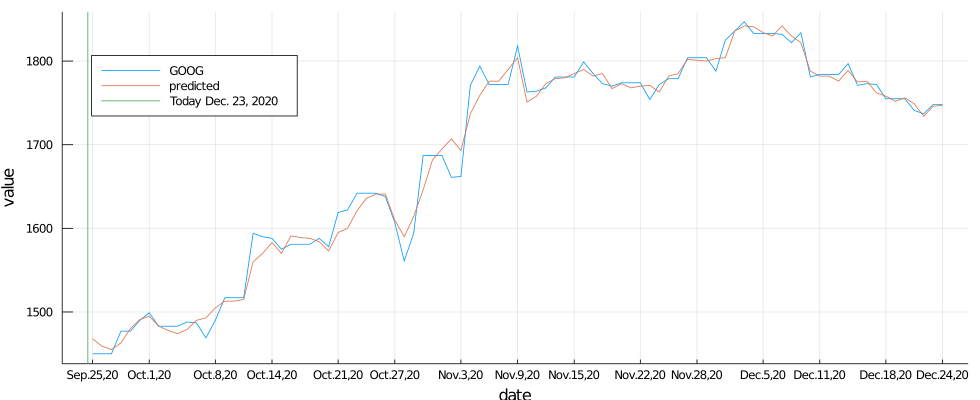 1800
1700
1600
1500
value
GOOG
predicted
Today Dec. 23, 2020
Sep.25,20 Oct.1,20 Oct.8,20 Oct.14,20 Oct.21,20 Oct.27,20 Nov.3,20 Nov.9,20 Nov.15,20 Nov.22,20 Nov.28,20 Dec.5,20 Dec.11,20 Dec.18,20 Dec.24,20
date